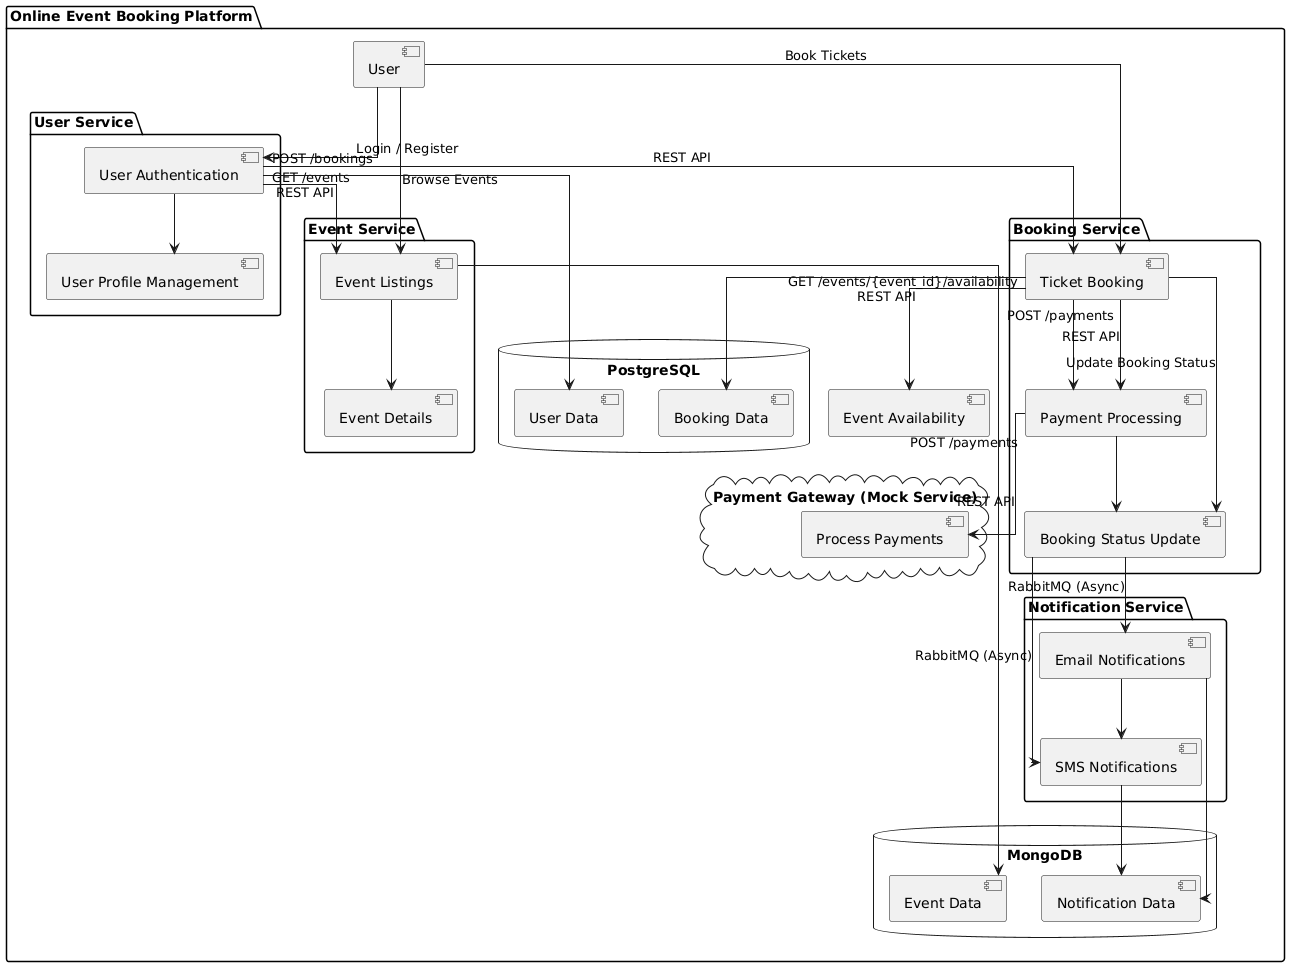 Online Event Booking Platform
User
Book Tickets
User Service
Login / Register
User Authentication
POST /bookings
REST API
GET /events
REST API
Browse Events
Event Service
Booking Service
User Profile Management
Event Listings
Ticket Booking
GET /events/{event_id}/availability
REST API
POST /payments
REST API
Update Booking Status
PostgreSQL
Event Details
User Data
Booking Data
Event Availability
Payment Processing
POST /payments
REST API
Payment Gateway (Mock Service)
Process Payments
Booking Status Update
RabbitMQ (Async)
Notification Service
RabbitMQ (Async)
Email Notifications
SMS Notifications
MongoDB
Event Data
Notification Data